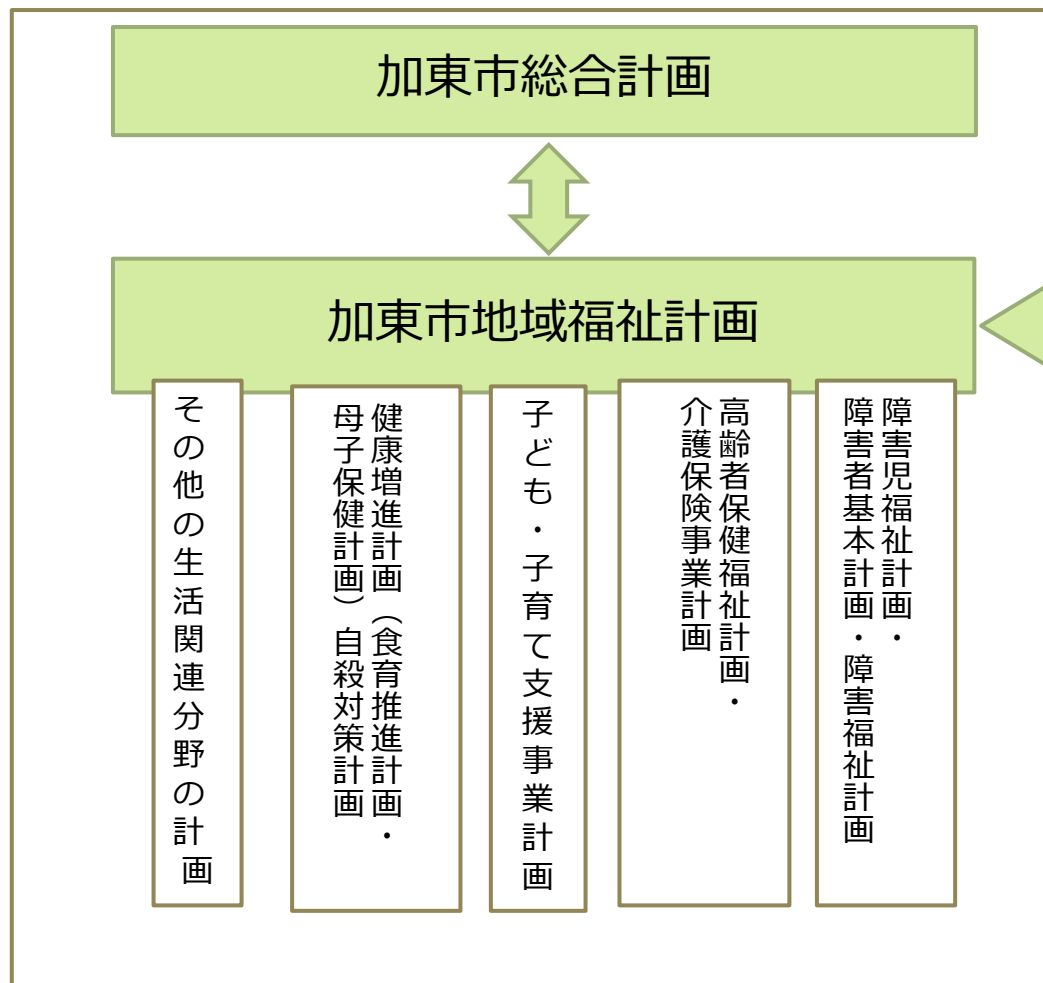 加東市総合計画
加東市地域福祉計画
障害児福祉計画・
障害者基本計画・障害福祉計画
高齢者保健福祉計画・
介護保険事業計画
子ども・子育て支援事業計画
健康増進計画（食育推進計画・
母子保健計画）自殺対策計画
その他の生活関連分野の計画